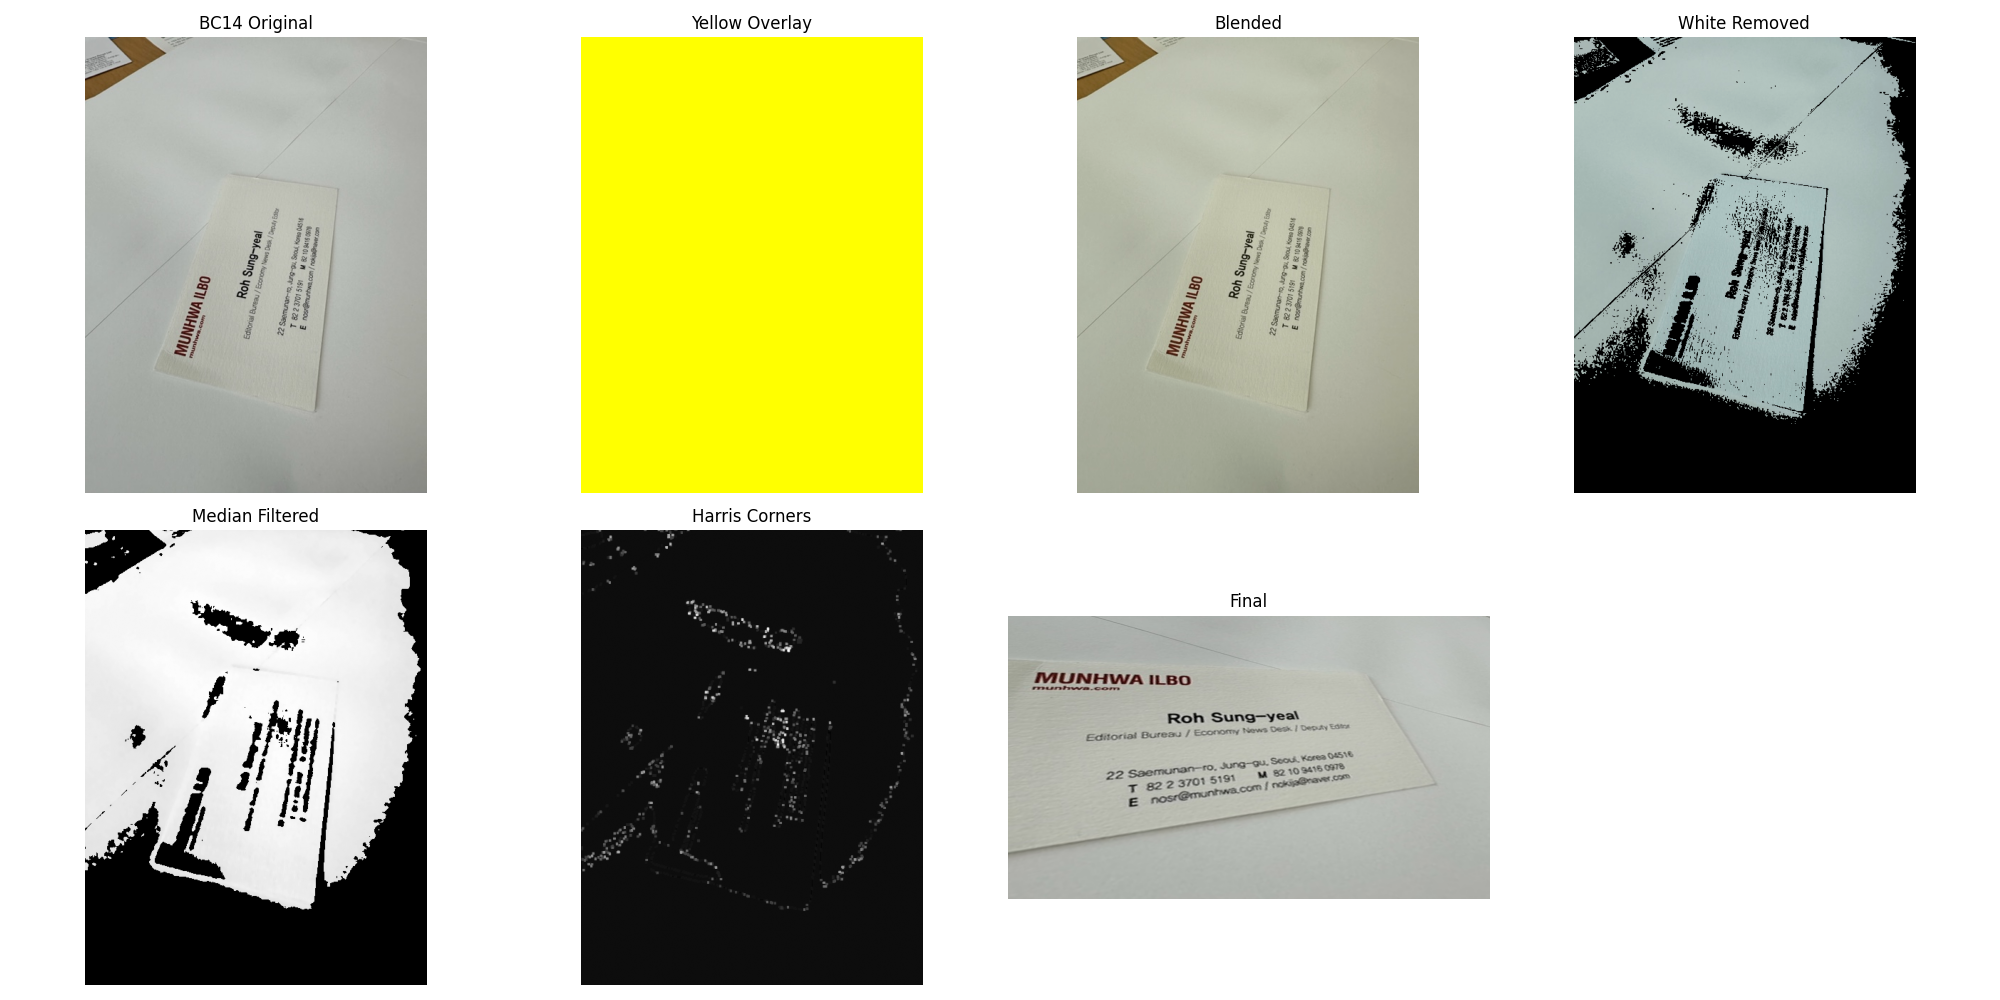 BC14 Original
Yellow Overlay
Blended
White Removed
MUNHWA ILBO
munhwa.com
Roh Sung-yeal
Editorial Bureau / Economy News Desk / Deputy Editor
22 Saemunan-ro, Jung-gu, Seoul, Korea 04516
T 82 2 3701 5191 M 82 10 9416 0978
E nosr@munhwa.com / nokija@naver.com
MUNHWA ILBO
munhwa.com
Roh Sung-yeal
Editorial Bureau / Economy News Desk / Deputy Editor
22 Saemunan-ro, Jung-gu, Seoul, Korea 04516
T 82 2 3701 5191 M 82 10 9416 0978
E nosr@munhwa.com / nokija@naver.com
Median Filtered
Harris Corners
Final
MUNHWA ILBO
munhwa.com
Roh Sung-yeal
Editorial Bureau / Economy News Desk / Deputy Editor
22 Saemunan-ro, Jung-gu, Seoul, Korea 04516
T 82 2 3701 5191 M 82 10 9416 0978
E nosr@munhwa.com / nokija@naver.com